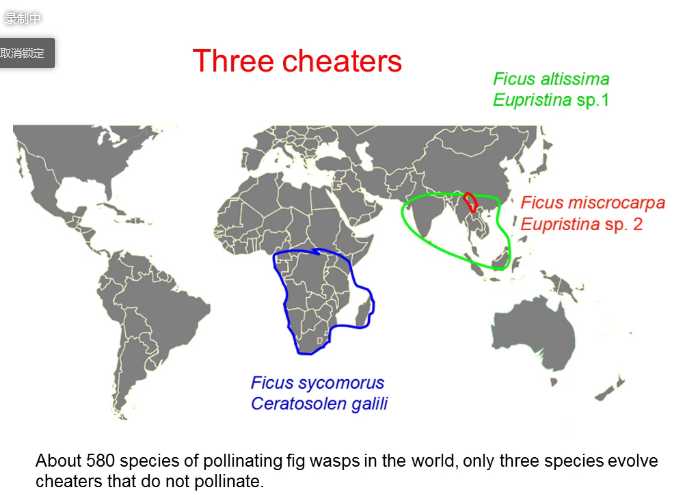 录制中
取消锁定
Three cheaters
Ficus altissima
Eupristina sp.1
Ficus miscrocarpa
Eupristina sp. 2
Ficus sycomorus
Ceratosolen galili
About 580 species of pollinating fig wasps in the world, only three species evolve
cheaters that do not pollinate.